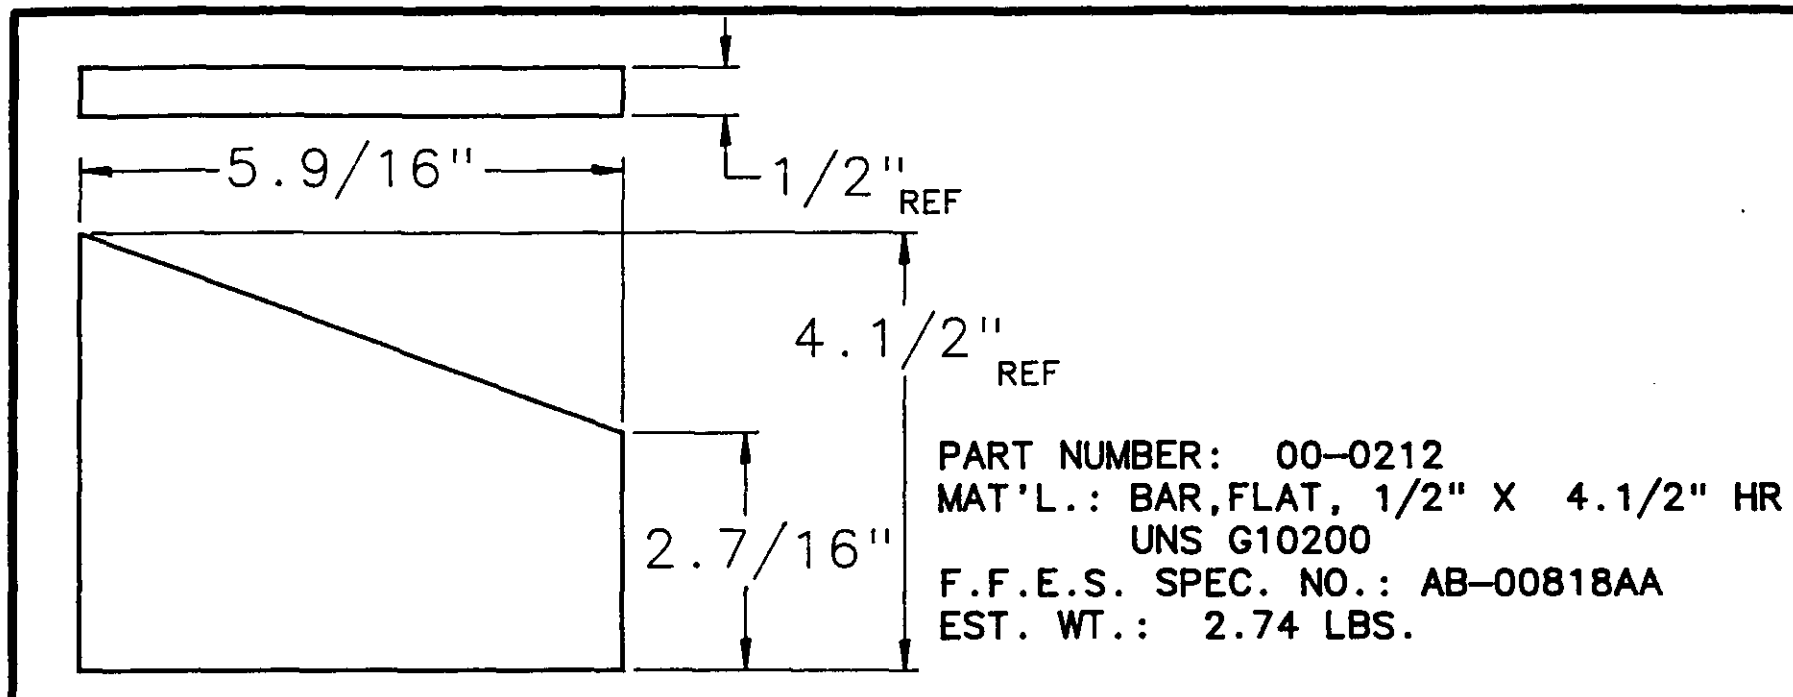 5.9/16"
1/2" REF
4.1/2" REF
2.7/16"
PART NUMBER: 00-0212
MAT'L.: BAR,FLAT, 1/2" X 4.1/2" HR
UNS G10200
F.F.E.S. SPEC. NO.: AB-00818AA
EST. WT.: 2.74 LBS.